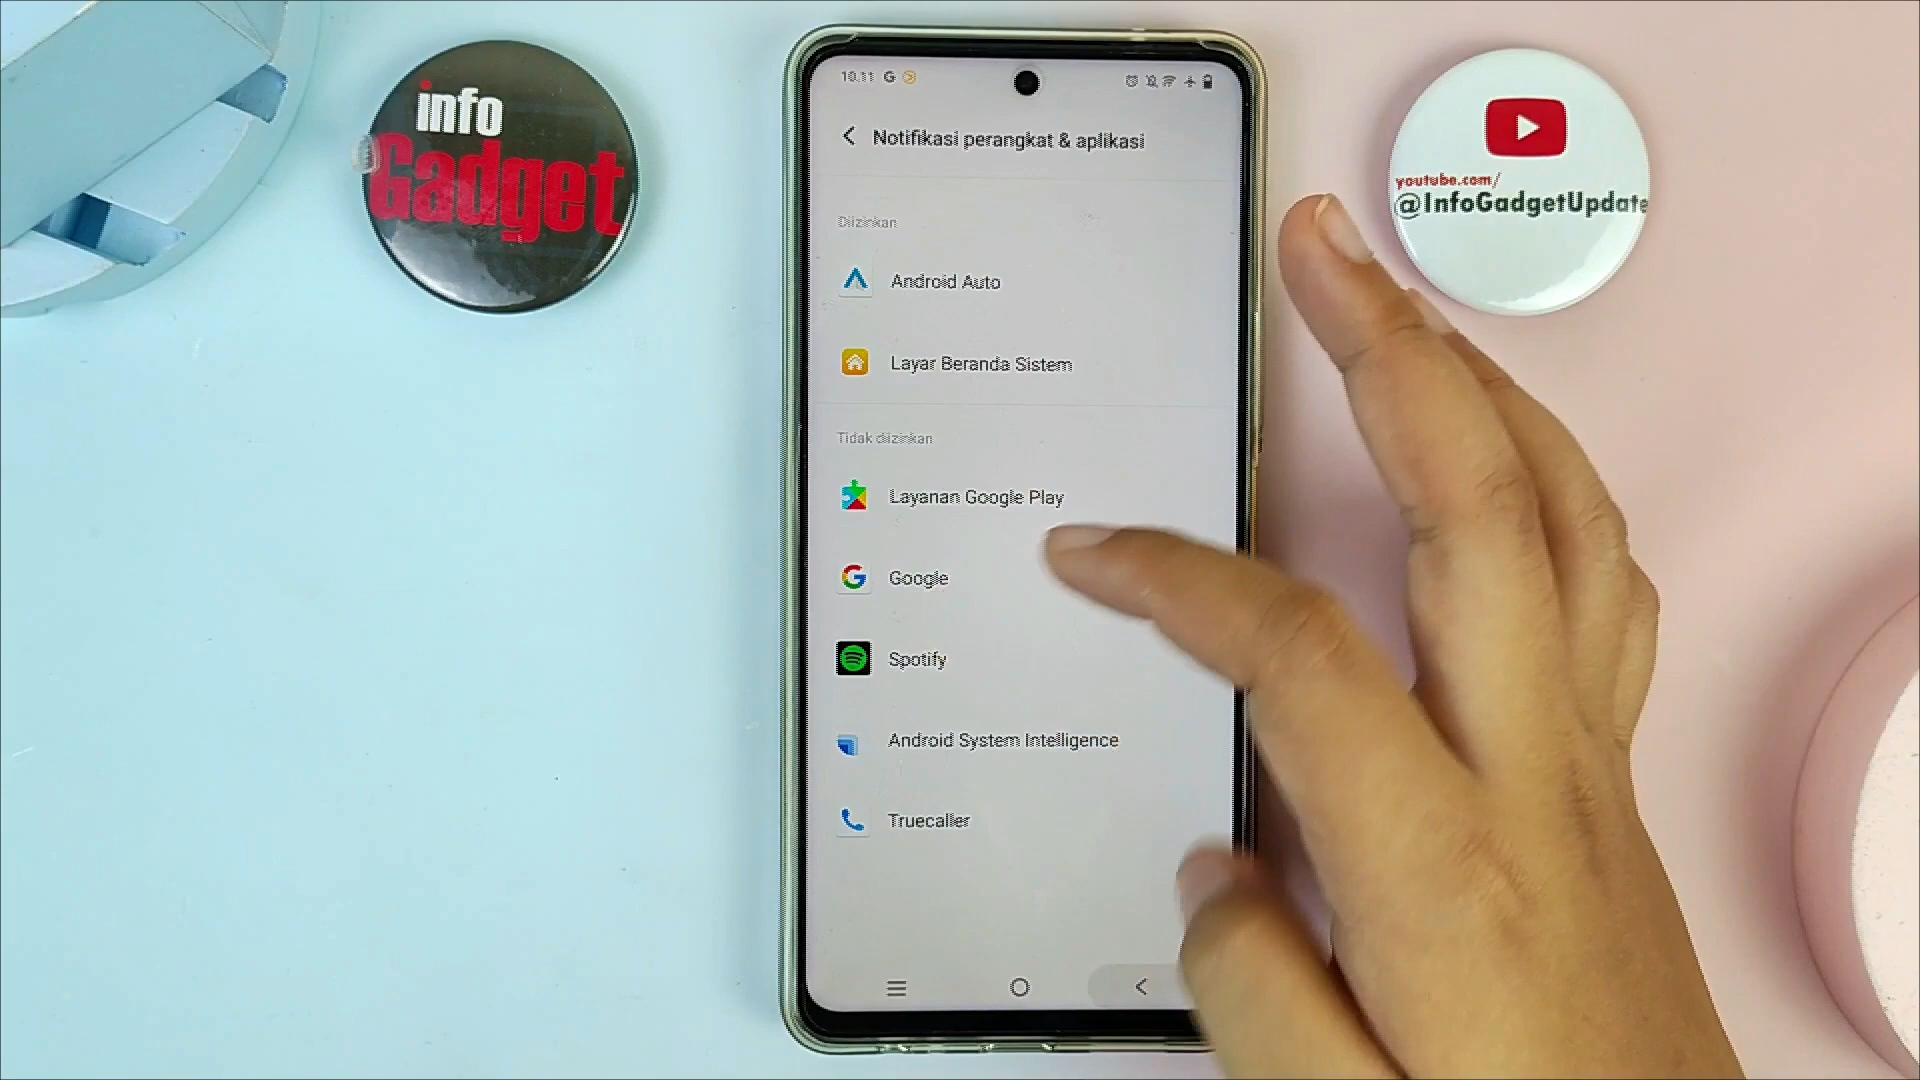 info
Gadget
youtube.com/
@InfoGadgetUpdate
10.11
Notifikasi perangkat & aplikasi
Diizinkan
Android Auto
Layar Beranda Sistem
Tidak diizinkan
Layanan Google Play
Google
Spotify
Android System Intelligence
Truecaller